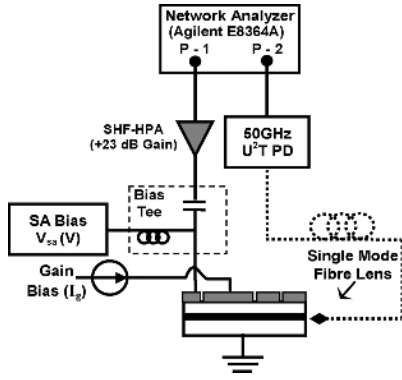 Network Analyzer
(Agilent E8364A)
P - 1
P - 2
SHF-HPA
(+23 dB Gain)
50GHz
U²T PD
Bias
Tee
SA Bias
Vsa (V)
Gain
Bias (Ig)
Single Mode
Fibre Lens